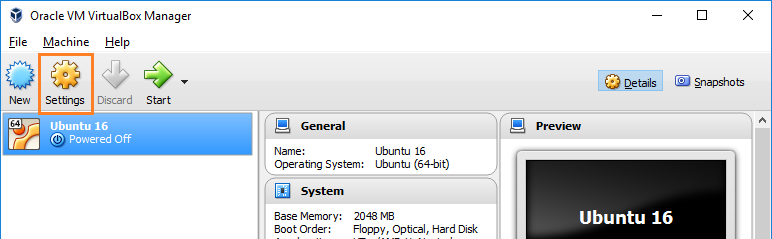 Oracle VM VirtualBox Manager
File Machine Help
New Settings Discard Start Details Snapshots
64 Ubuntu 16
Powered Off
General
Name: Ubuntu 16
Operating System: Ubuntu (64-bit)
System
Base Memory: 2048 MB
Boot Order: Floppy, Optical, Hard Disk
Preview
Ubuntu 16